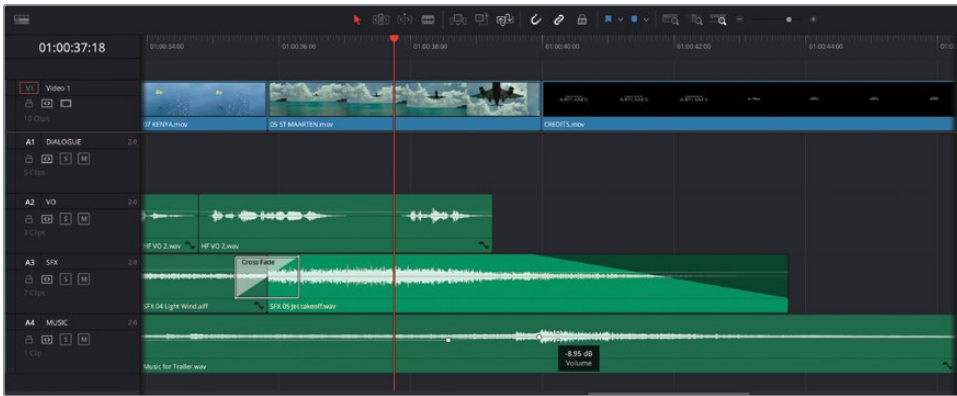 01:00:37:18
01:00:34:00
01:00:36:00
01:00:38:00
01:00:40:00
01:00:42:00
01:00:44:00
01:0
V1 Video 1
10 Clips
07 KENYA.mov
05 ST MAARTEN.mov
CREDITS.mov
A1 DIALOGUE 2.0
S M
5 Clips
A2 VO 2.0
S M
3 Clips
HF VO 2.wav
HF VO 2.wav
A3 SFX 2.0
Cross Fade
S M
7 Clips
SFX 04 Light Wind.aiff
SFX 05 Jet takeoff.wav
A4 MUSIC 2.0
S M
1 Clip
-8.95 dB
Volume
Music for Trailer.wav